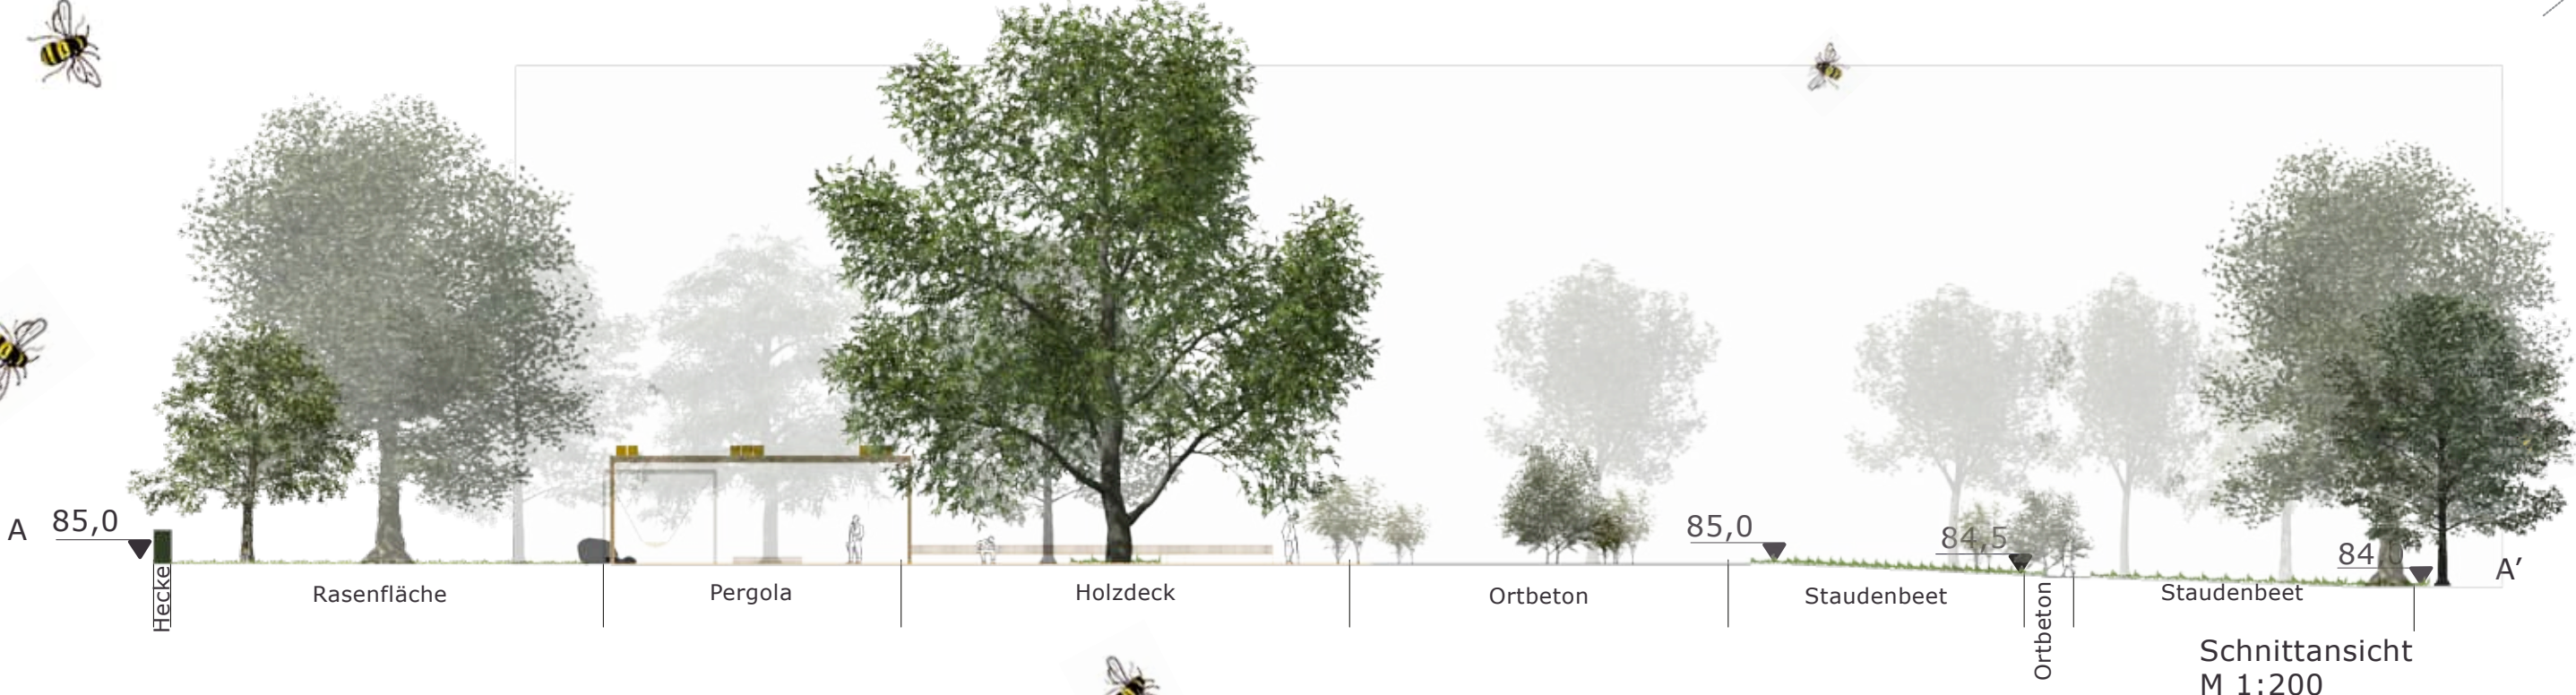 A
85,0
85,0
84,5
84,0
A′
Hecke
Rasenfläche
Pergola
Holzdeck
Ortbeton
Staudenbeet
Ortbeton
Staudenbeet
Schnittansicht
M 1:200